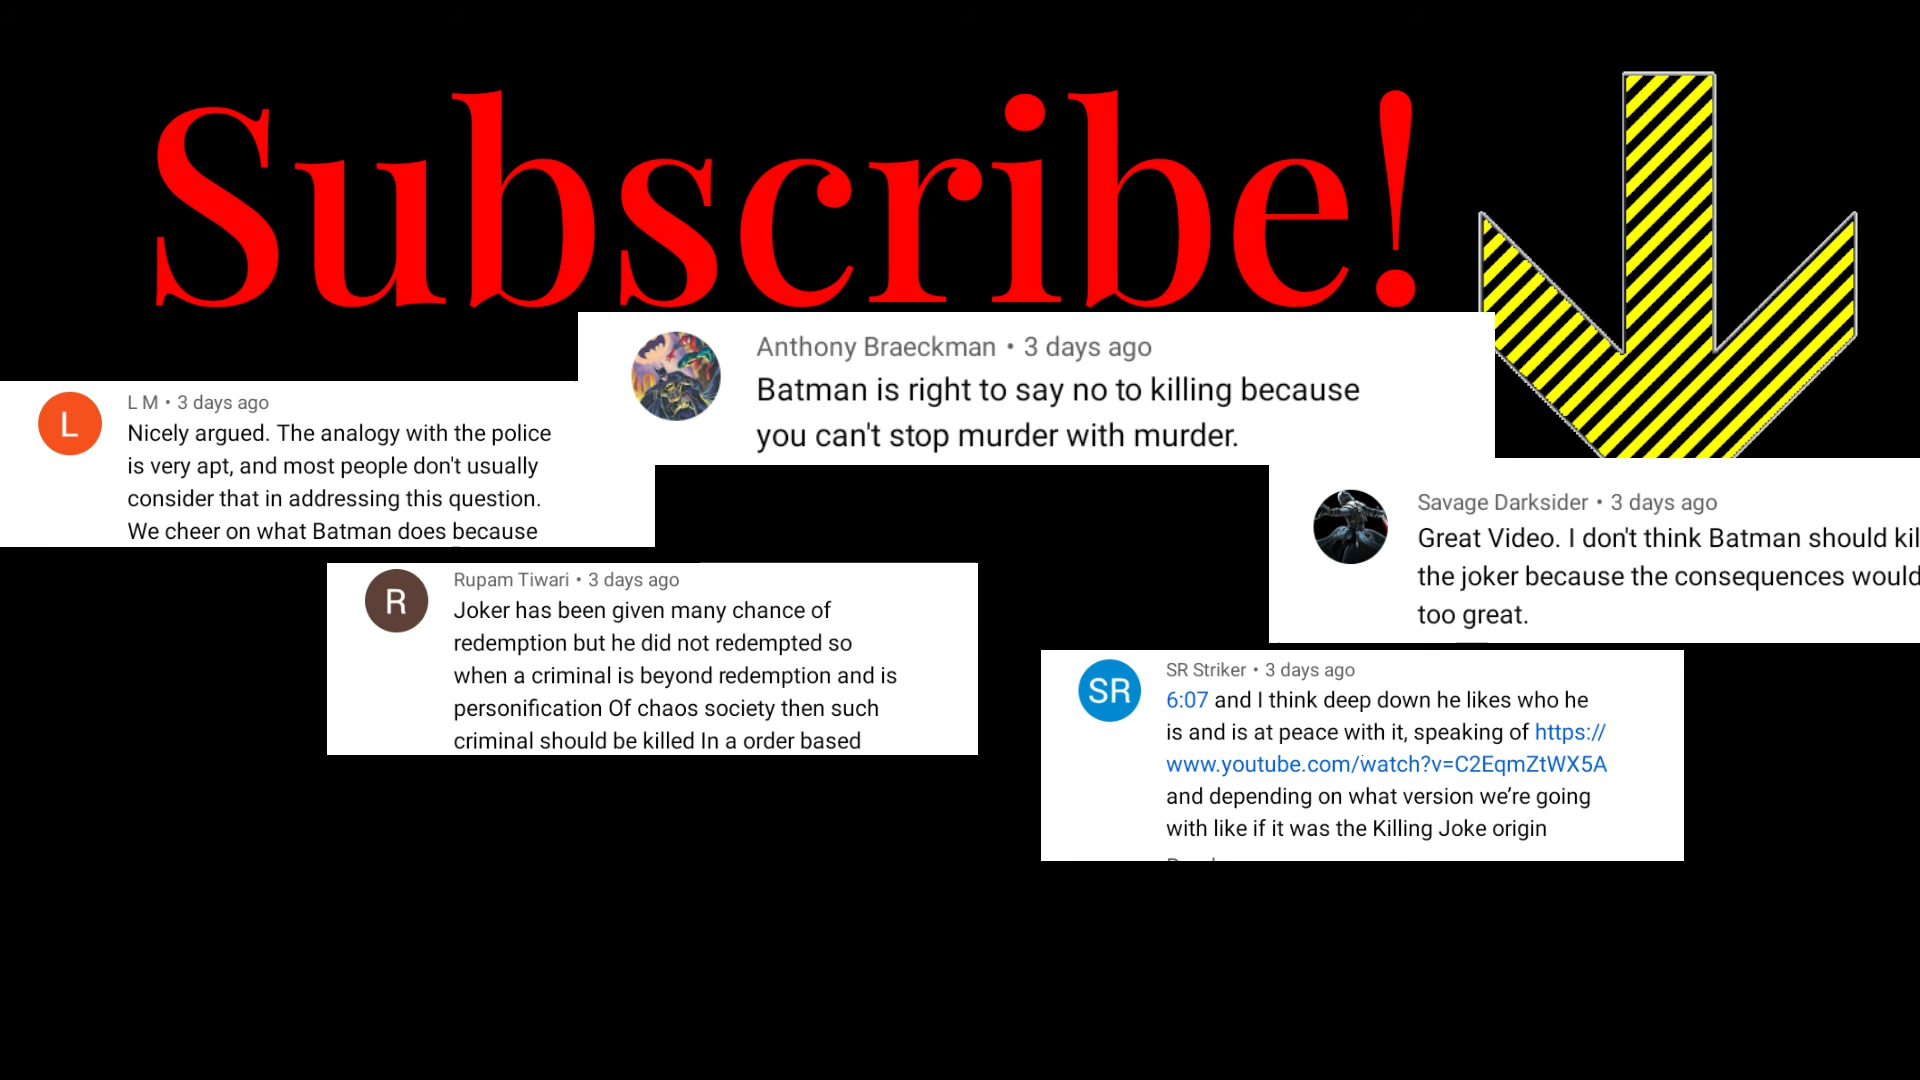 Subscribe!
Anthony Braeckman • 3 days ago
Batman is right to say no to killing because
you can't stop murder with murder.
L
L M • 3 days ago
Nicely argued. The analogy with the police
is very apt, and most people don't usually
consider that in addressing this question.
We cheer on what Batman does because
Savage Darksider • 3 days ago
Great Video. I don't think Batman should
the joker because the consequences would
too great.
R
Rupam Tiwari • 3 days ago
Joker has been given many chance of
redemption but he did not redempted so
when a criminal is beyond redemption and is
personification Of chaos society then such
criminal should be killed In a order based
SR
SR Striker • 3 days ago
6:07 and I think deep down he likes who he
is and is at peace with it, speaking of https://
www.youtube.com/watch?v=C2EqmZtWX5A
and depending on what version we’re going
with like if it was the Killing Joke origin